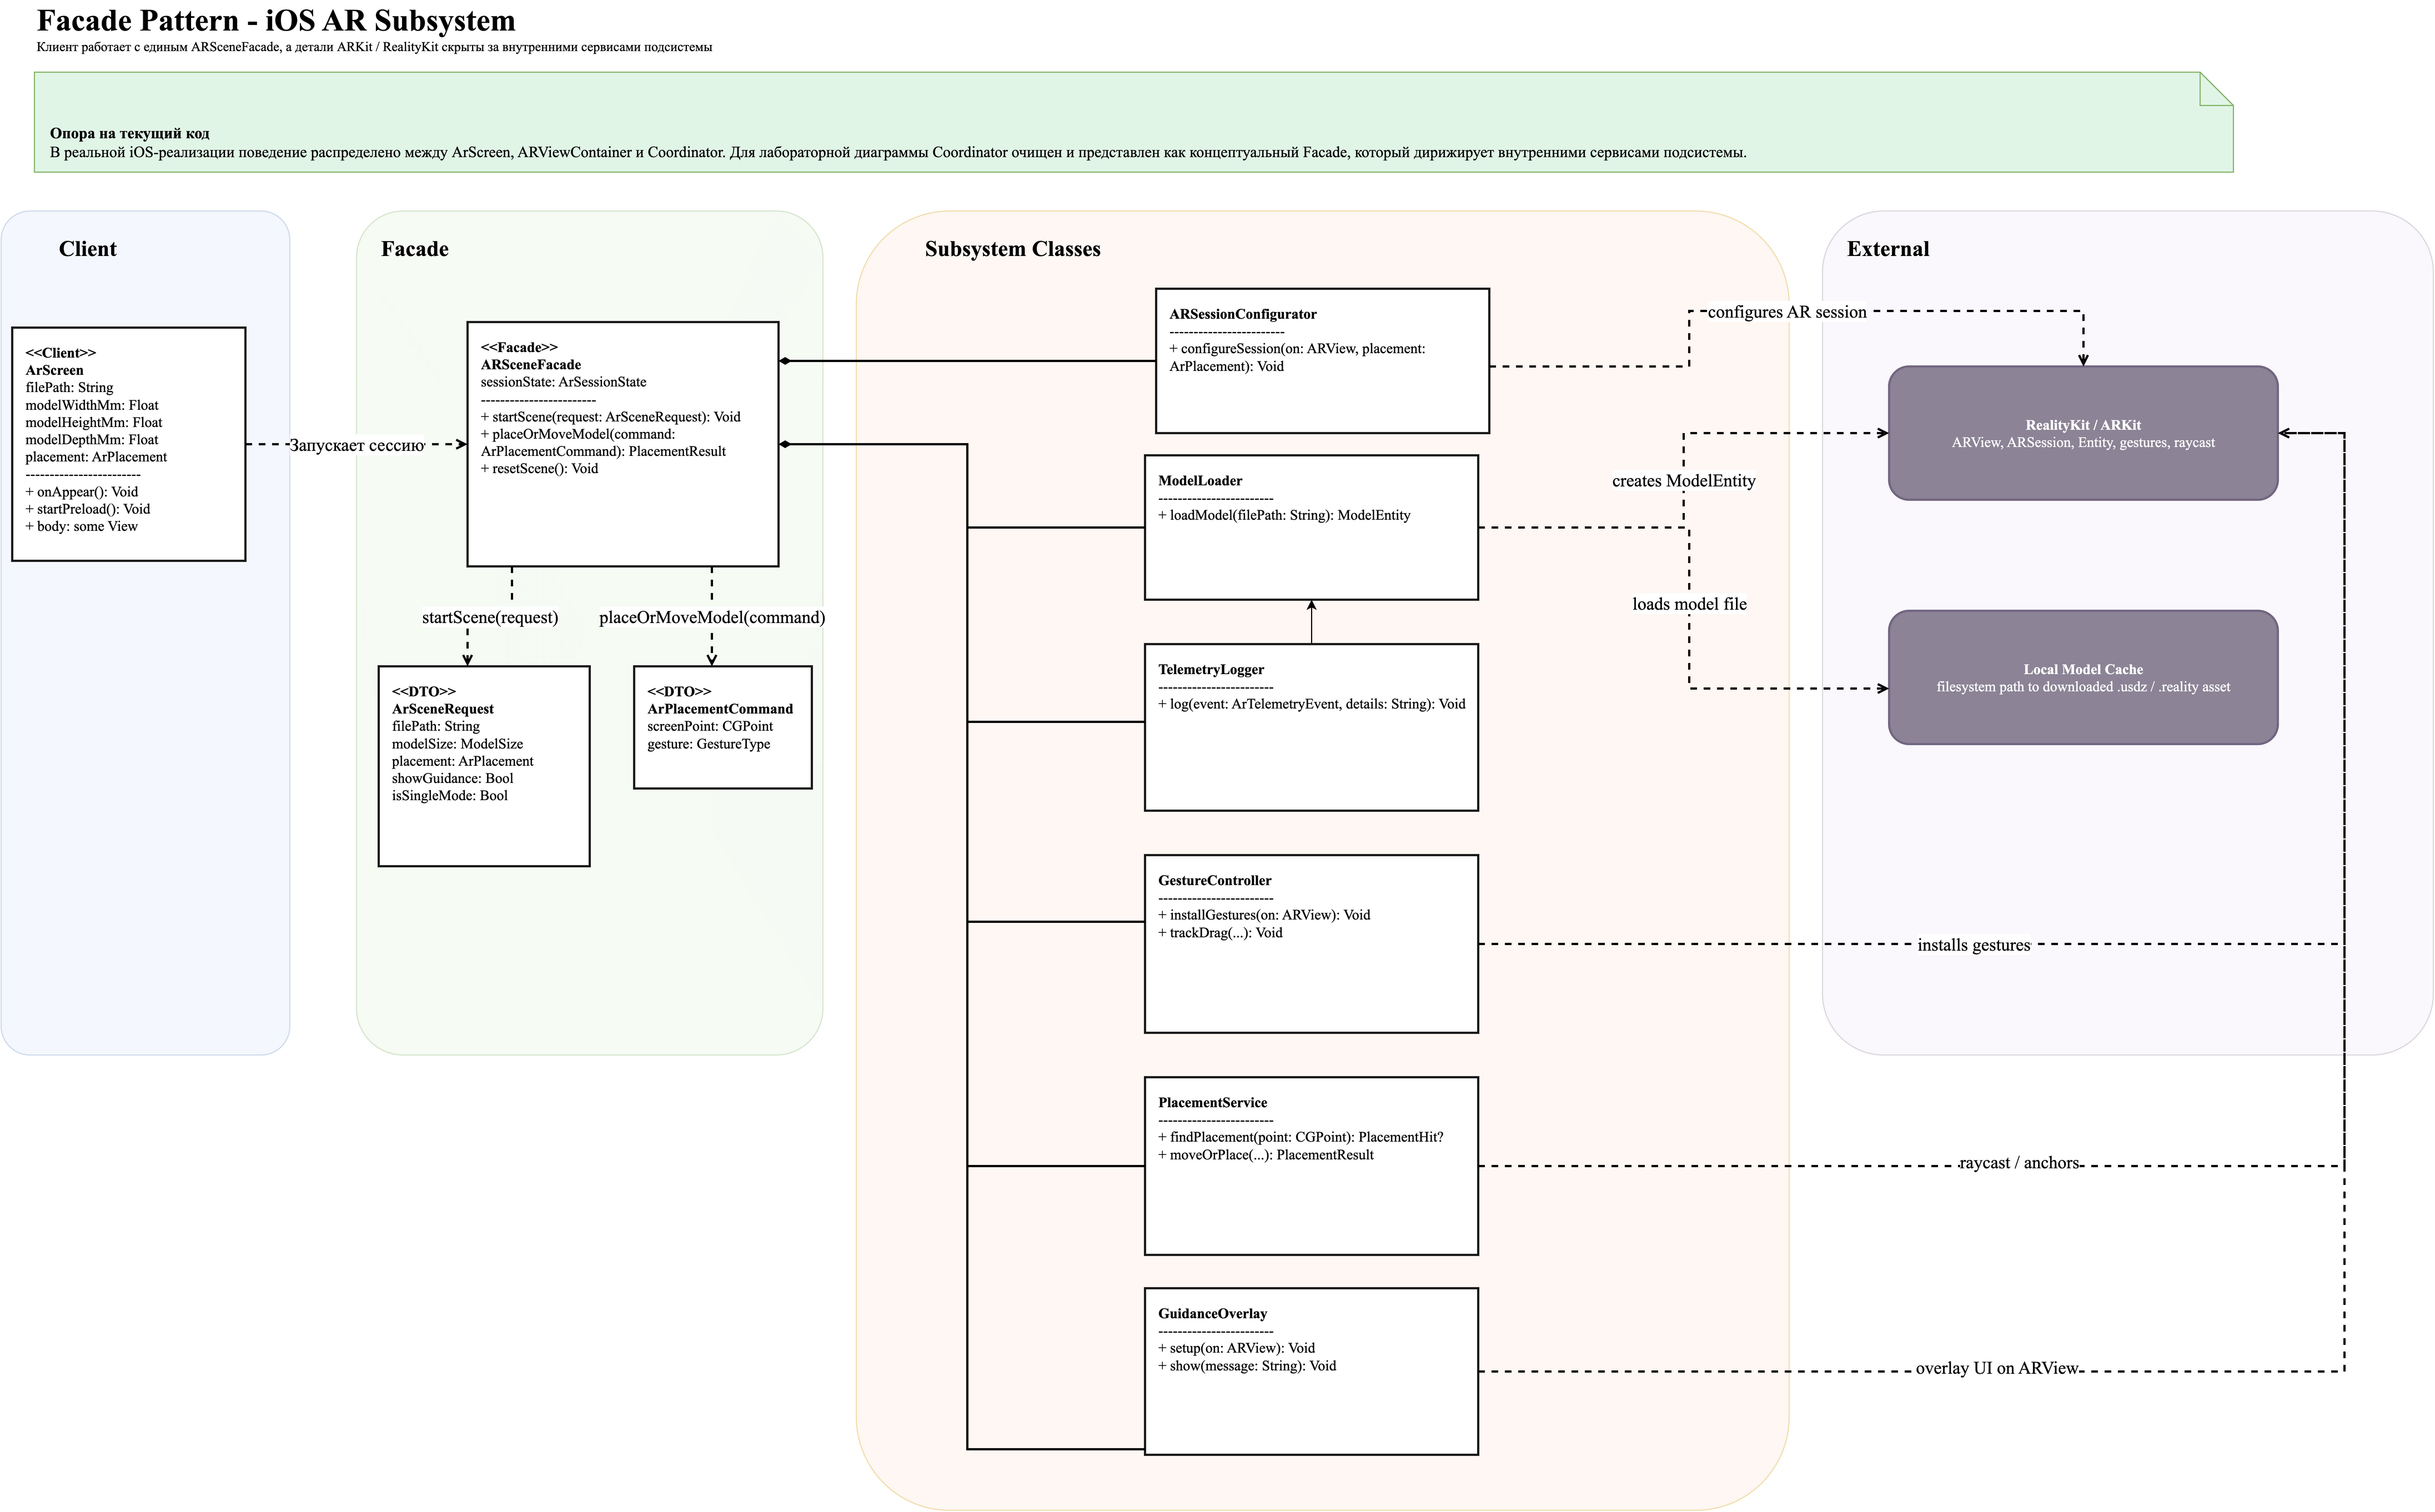 Facade Pattern - iOS AR Subsystem
Клиент работает с единым ARSceneFacade, а детали ARKit / RealityKit скрыты за внутренними сервисами подсистемы
Опора на текущий код
В реальной iOS-реализации поведение распределено между ArScreen, ARViewContainer и Coordinator. Для лабораторной диаграммы Coordinator очищен и представлен как концептуальный Facade, который дирижирует внутренними сервисами подсистемы.
Client
<<Client>>
ArScreen
filePath: String
modelWidthMm: Float
modelHeightMm: Float
modelDepthMm: Float
placement: ArPlacement
------------------------
+ onAppear(): Void
+ startPreload(): Void
+ body: some View
Запускает сессию
Facade
<<Facade>>
ARSceneFacade
sessionState: ArSessionState
------------------------
+ startScene(request: ArSceneRequest): Void
+ placeOrMoveModel(command:
ArPlacementCommand): PlacementResult
+ resetScene(): Void
startScene(request)
placeOrMoveModel(command)
<<DTO>>
ArSceneRequest
filePath: String
modelSize: ModelSize
placement: ArPlacement
showGuidance: Bool
isSingleMode: Bool
<<DTO>>
ArPlacementCommand
screenPoint: CGPoint
gesture: GestureType
Subsystem Classes
ARSessionConfigurator
------------------------
+ configureSession(on: ARView, placement:
ArPlacement): Void
ModelLoader
------------------------
+ loadModel(filePath: String): ModelEntity
TelemetryLogger
------------------------
+ log(event: ArTelemetryEvent, details: String): Void
GestureController
------------------------
+ installGestures(on: ARView): Void
+ trackDrag(...): Void
PlacementService
------------------------
+ findPlacement(point: CGPoint): PlacementHit?
+ moveOrPlace(...): PlacementResult
GuidanceOverlay
------------------------
+ setup(on: ARView): Void
+ show(message: String): Void
External
configures AR session
creates ModelEntity
loads model file
RealityKit / ARKit
ARView, ARSession, Entity, gestures, raycast
Local Model Cache
filesystem path to downloaded .usdz / .reality asset
installs gestures
raycast / anchors
overlay UI on ARView